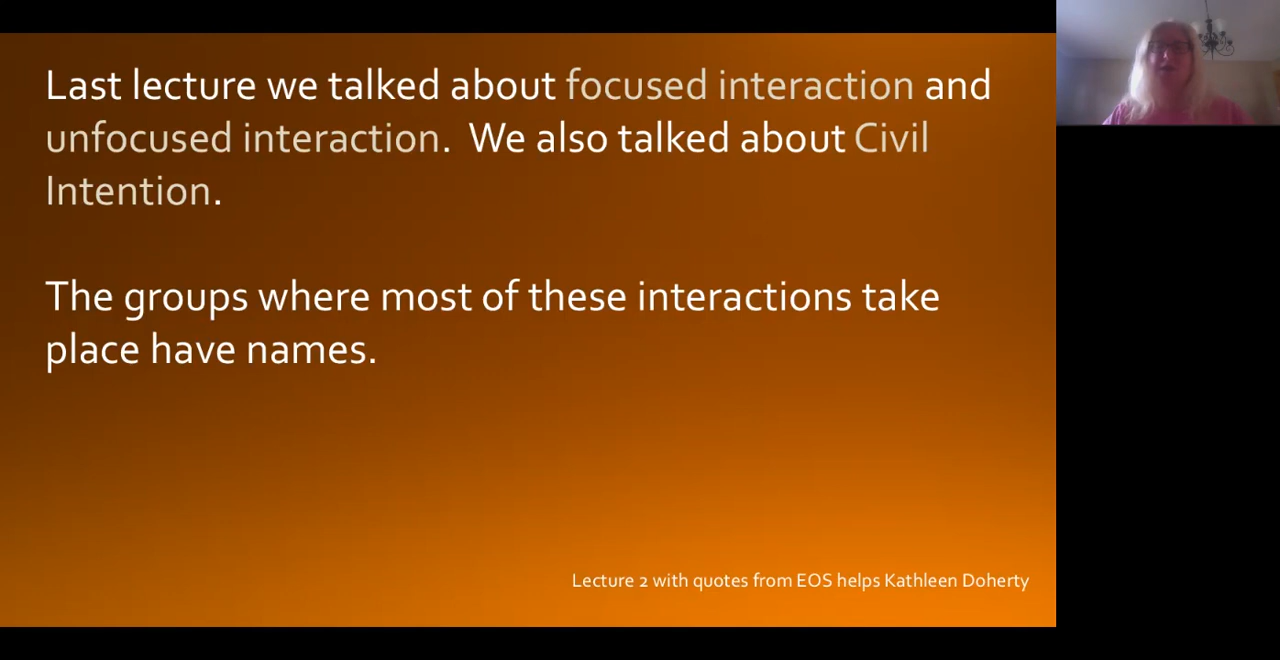 Last lecture we talked about focused interaction and
unfocused interaction.  We also talked about Civil
Intention.
The groups where most of these interactions take
place have names.
Lecture 2 with quotes from EOS helps Kathleen Doherty